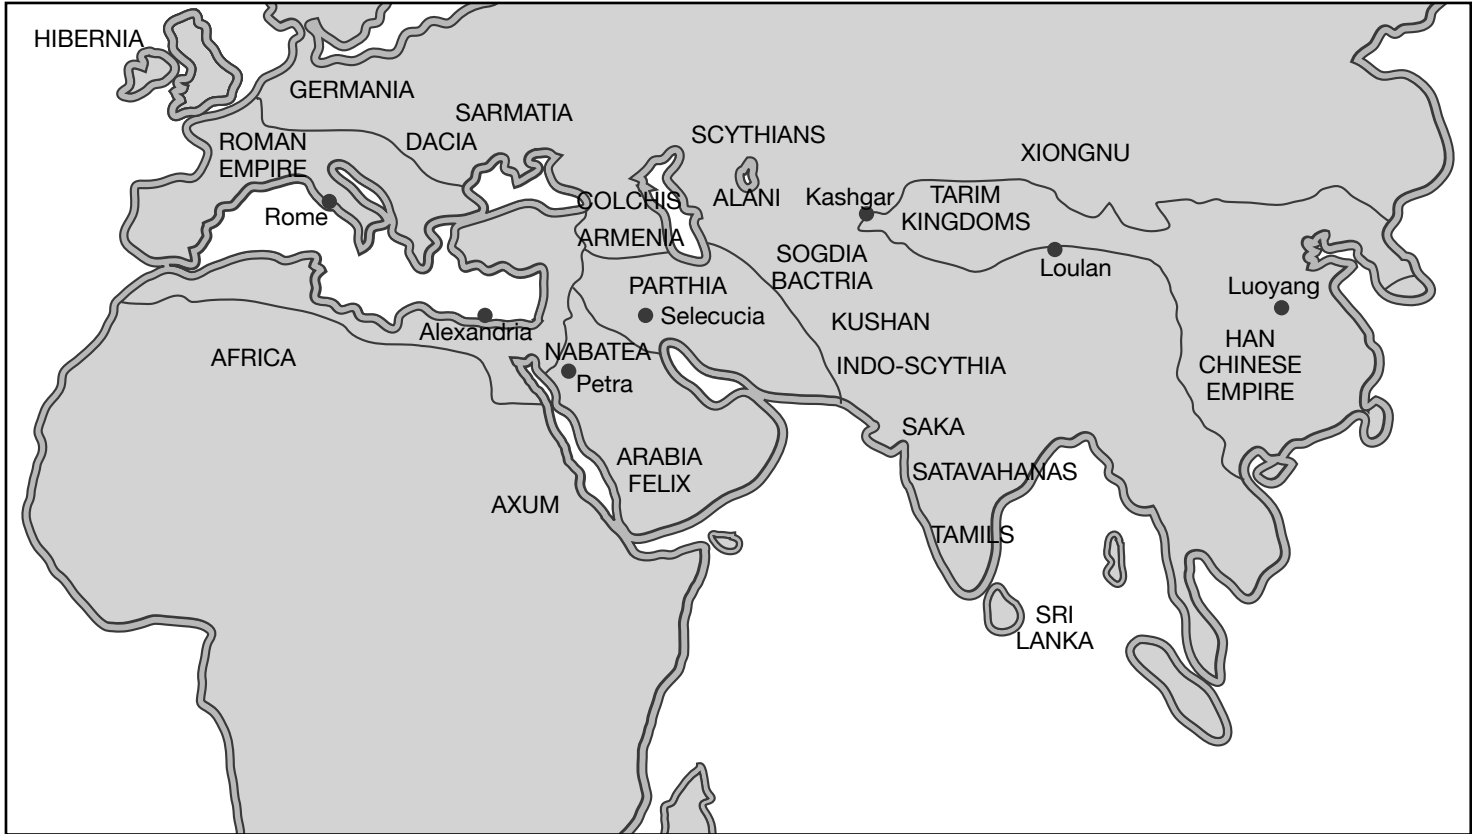 HIBERNIA
GERMANIA
SARMATIA
DACIA
ROMAN
EMPIRE
Rome
SCYTHIANS
ALANI
COLCHIS
ARMENIA
Kashgar
TARIM
KINGDOMS
XIONGNU
SOGDIA
BACTRIA
Loulan
Luoyang
PARTHIA
Selecucia
KUSHAN
HAN
CHINESE
EMPIRE
Alexandria
AFRICA
NABATEA
Petra
INDO-SCYTHIA
SAKA
ARABIA
FELIX
SATAVAHANAS
AXUM
TAMILS
SRI
LANKA